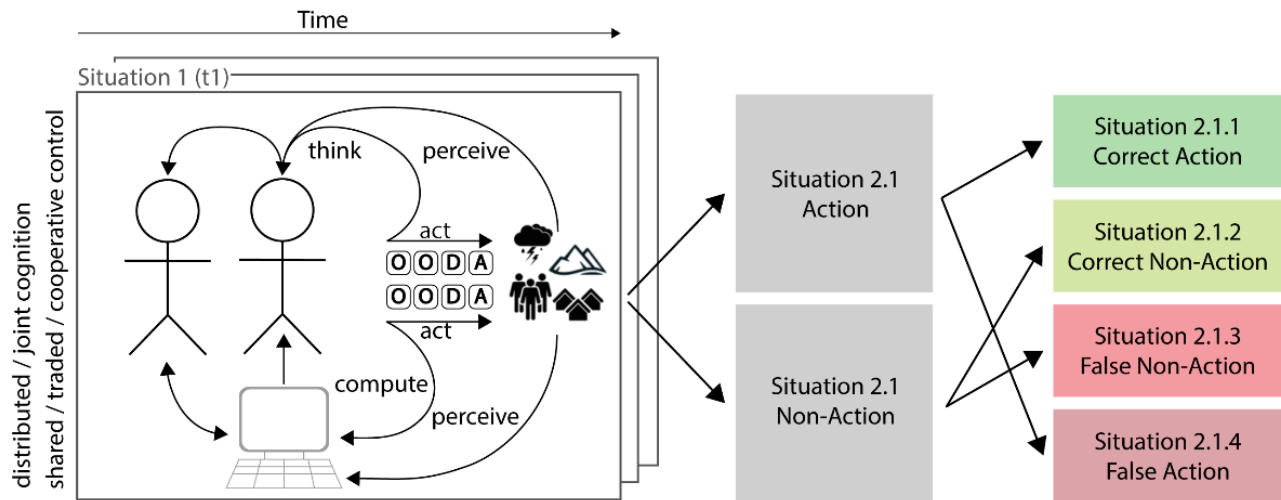 Time
Situation 1 (t1)
distributed / joint cognition
shared / traded / cooperative control
think
perceive
act
O O D A
O O D A
act
compute
perceive
Situation 2.1
Action
Situation 2.1
Non-Action
Situation 2.1.1
Correct Action
Situation 2.1.2
Correct Non-Action
Situation 2.1.3
False Non-Action
Situation 2.1.4
False Action